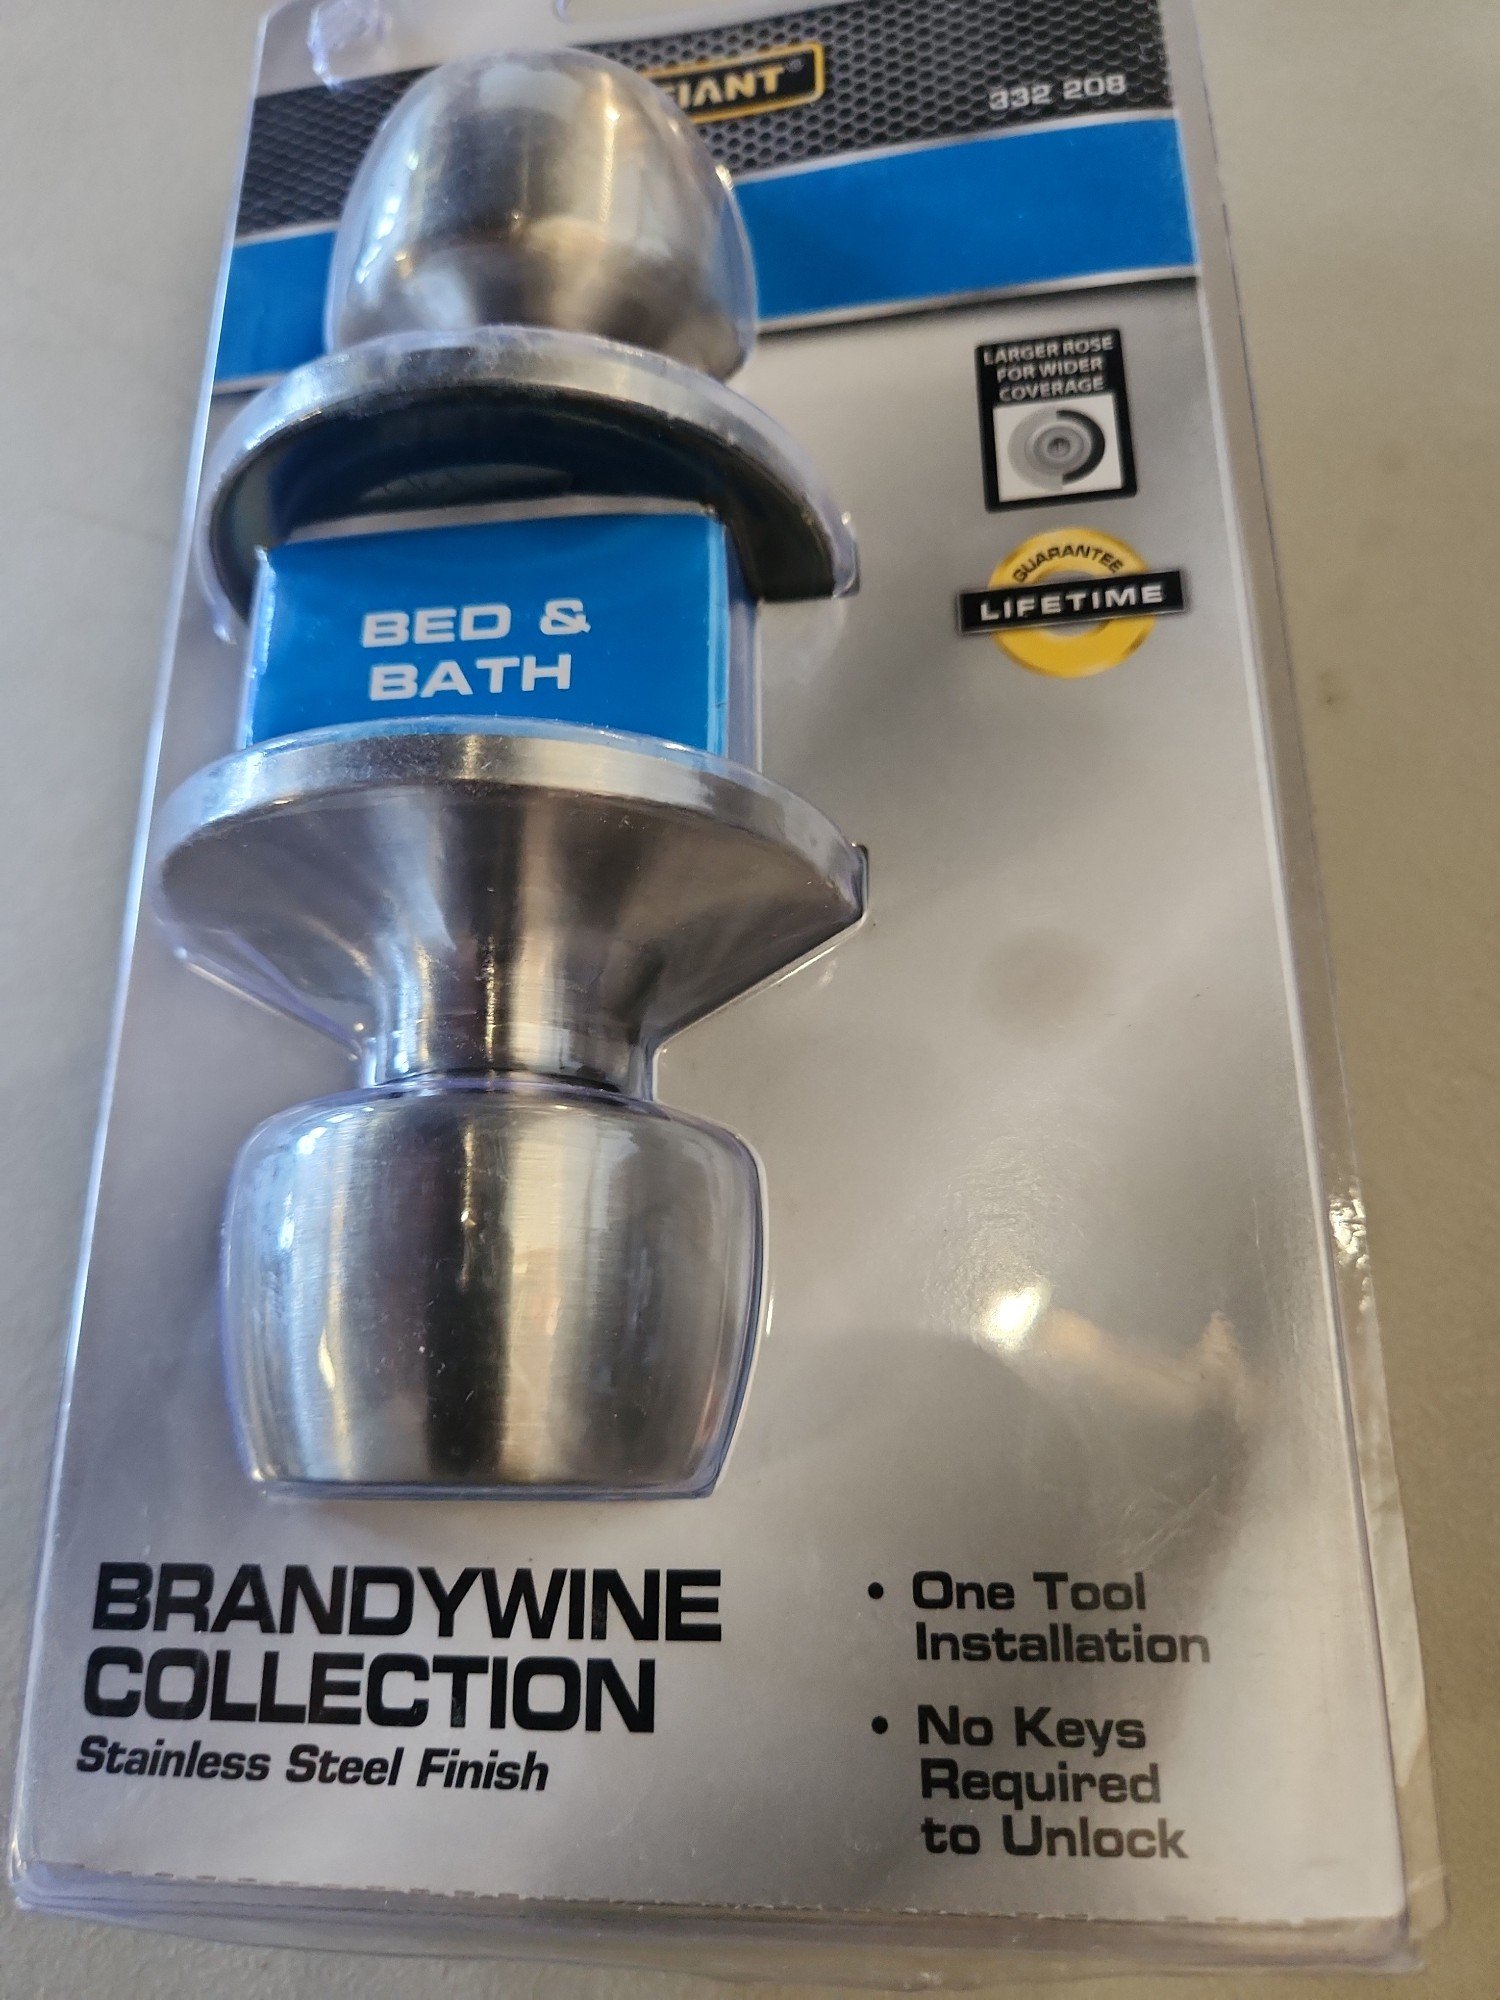 FIANT
332 208
LARGER ROSE
FOR WIDER
COVERAGE
GUARANTEE
LIFETIME
BED &
BATH
BRANDYWINE
COLLECTION
Stainless Steel Finish
• One Tool
Installation
• No Keys
Required
to Unlock